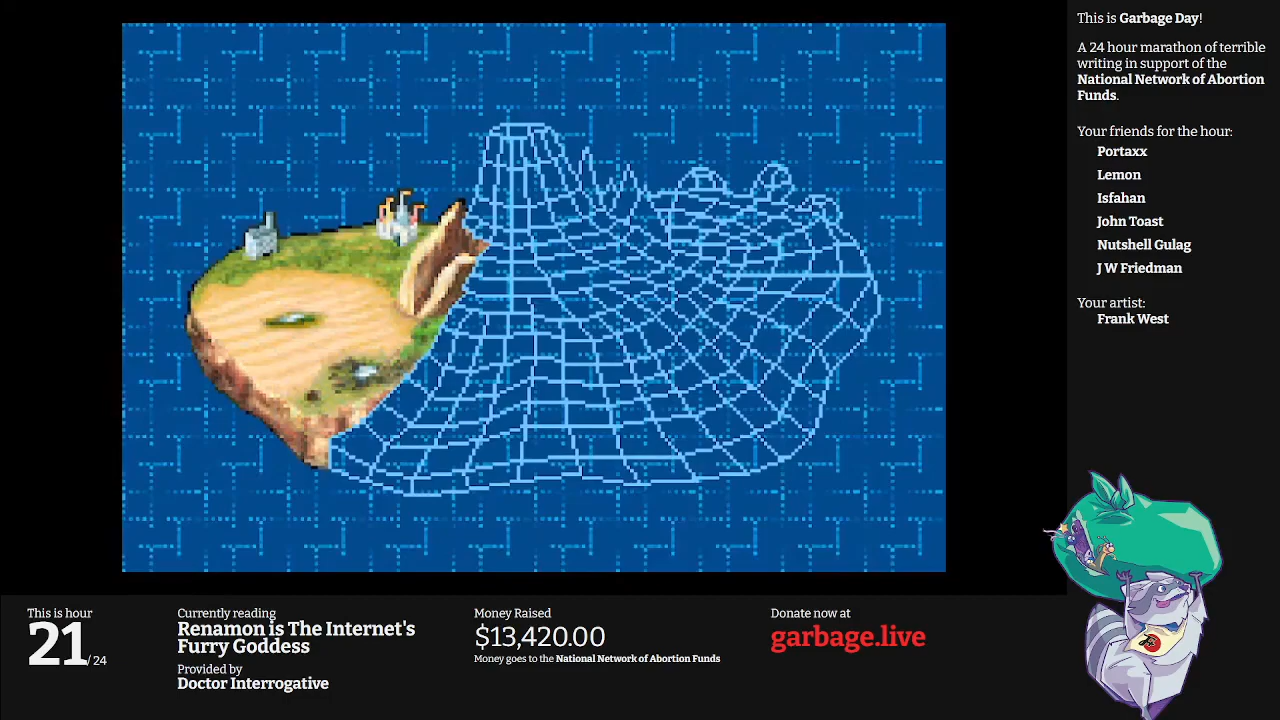 This is Garbage Day!
A 24 hour marathon of terrible
writing in support of the
National Network of Abortion
Funds.
Your friends for the hour:
Portaxx
Lemon
Isfahan
John Toast
Nutshell Gulag
J W Friedman
Your artist:
Frank West
This is hour
21/24
Currently reading
Renamon is The Internet's
Furry Goddess
Provided by
Doctor Interrogative
Money Raised
$13,420.00
Money goes to the National Network of Abortion Funds
Donate now at
garbage.live